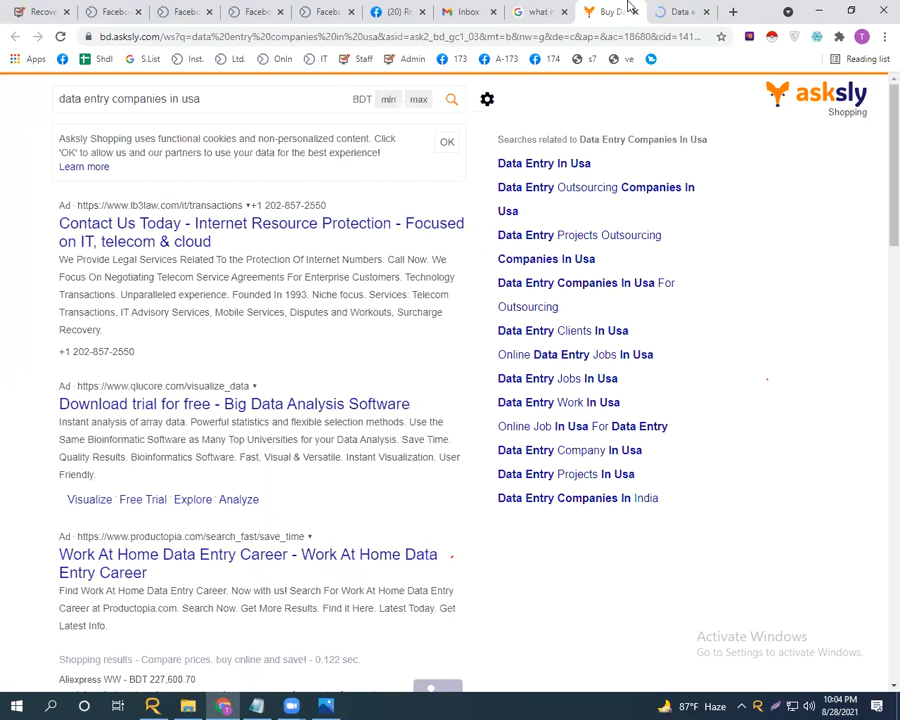 Recove
Faceb
Faceb
Faceb
Faceb
(20) R
Inbox
what i
Buy D
Data e
bd.asksly.com/ws?q=data%20entry%20companies%20in%20usa&asid=ask2_bd_gc1_03&mt=b&nw=g&de=c&ap=&ac=18680&cid=141...
T
Apps
Shdl
S.List
Inst.
Ltd.
OnIn
IT
Staff
Admin
173
A-173
174
s7
ve
Reading list
data entry companies in usa
BDT min max
asksly
Shopping
Asksly Shopping uses functional cookies and non-personalized content. Click
'OK' to allow us and our partners to use your data for the best experience!
Learn more
OK
Ad · https://www.lb3law.com/it/transactions ▾+1 202-857-2550
Contact Us Today - Internet Resource Protection - Focused
on IT, telecom & cloud
We Provide Legal Services Related To the Protection Of Internet Numbers. Call Now. We
Focus On Negotiating Telecom Service Agreements For Enterprise Customers. Technology
Transactions. Unparalleled experience. Founded In 1993. Niche focus. Services: Telecom
Transactions, IT Advisory Services, Mobile Services, Disputes and Workouts, Surcharge
Recovery.
+1 202-857-2550
Ad · https://www.qlucore.com/visualize_data ▾
Download trial for free - Big Data Analysis Software
Instant analysis of array data. Powerful statistics and flexible selection methods. Use the
Same Bioinformatic Software as Many Top Universities for your Data Analysis. Save Time.
Quality Results. Bioinformatics Software. Fast, Visual & Versatile. Instant Visualization. User
Friendly.
Visualize · Free Trial · Explore · Analyze
Ad · https://www.productopia.com/search_fast/save_time ▾
Work At Home Data Entry Career - Work At Home Data
Entry Career
Find Work At Home Data Entry Career. Now with us! Search For Work At Home Data Entry
Career at Productopia.com. Search Now. Get More Results. Find it Here. Latest Today. Get
Latest Info.
Shopping results - Compare prices, buy online and save! - 0.122 sec.
Aliexpress WW - BDT 227,600.70
Searches related to Data Entry Companies In Usa
Data Entry In Usa
Data Entry Outsourcing Companies In
Usa
Data Entry Projects Outsourcing
Companies In Usa
Data Entry Companies In Usa For
Outsourcing
Data Entry Clients In Usa
Online Data Entry Jobs In Usa
Data Entry Jobs In Usa
Data Entry Work In Usa
Online Job In Usa For Data Entry
Data Entry Company In Usa
Data Entry Projects In Usa
Data Entry Companies In India
Activate Windows
Go to Settings to activate Windows.
87°F Haze
10:04 PM
8/28/2021